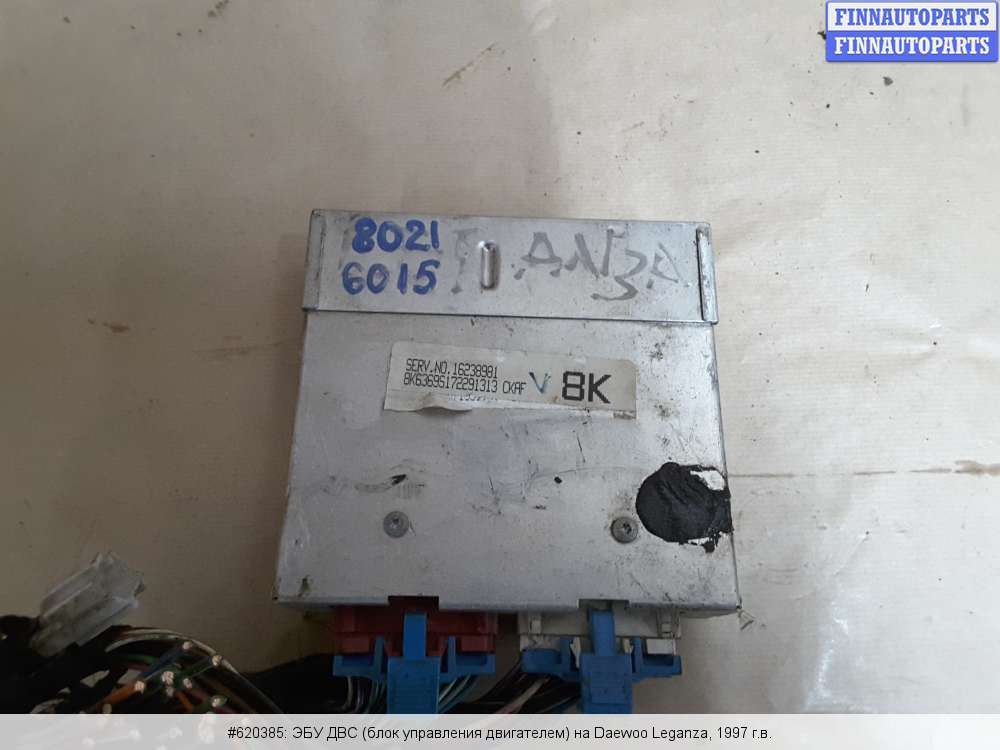 FINNAUTOPARTS
FINNAUTOPARTS
8021
6015
SERV.NO.16238981
8K6369S172291313 CKAF
V 8K
#620385: ЭБУ ДВС (блок управления двигателем) на Daewoo Leganza, 1997 г.в.